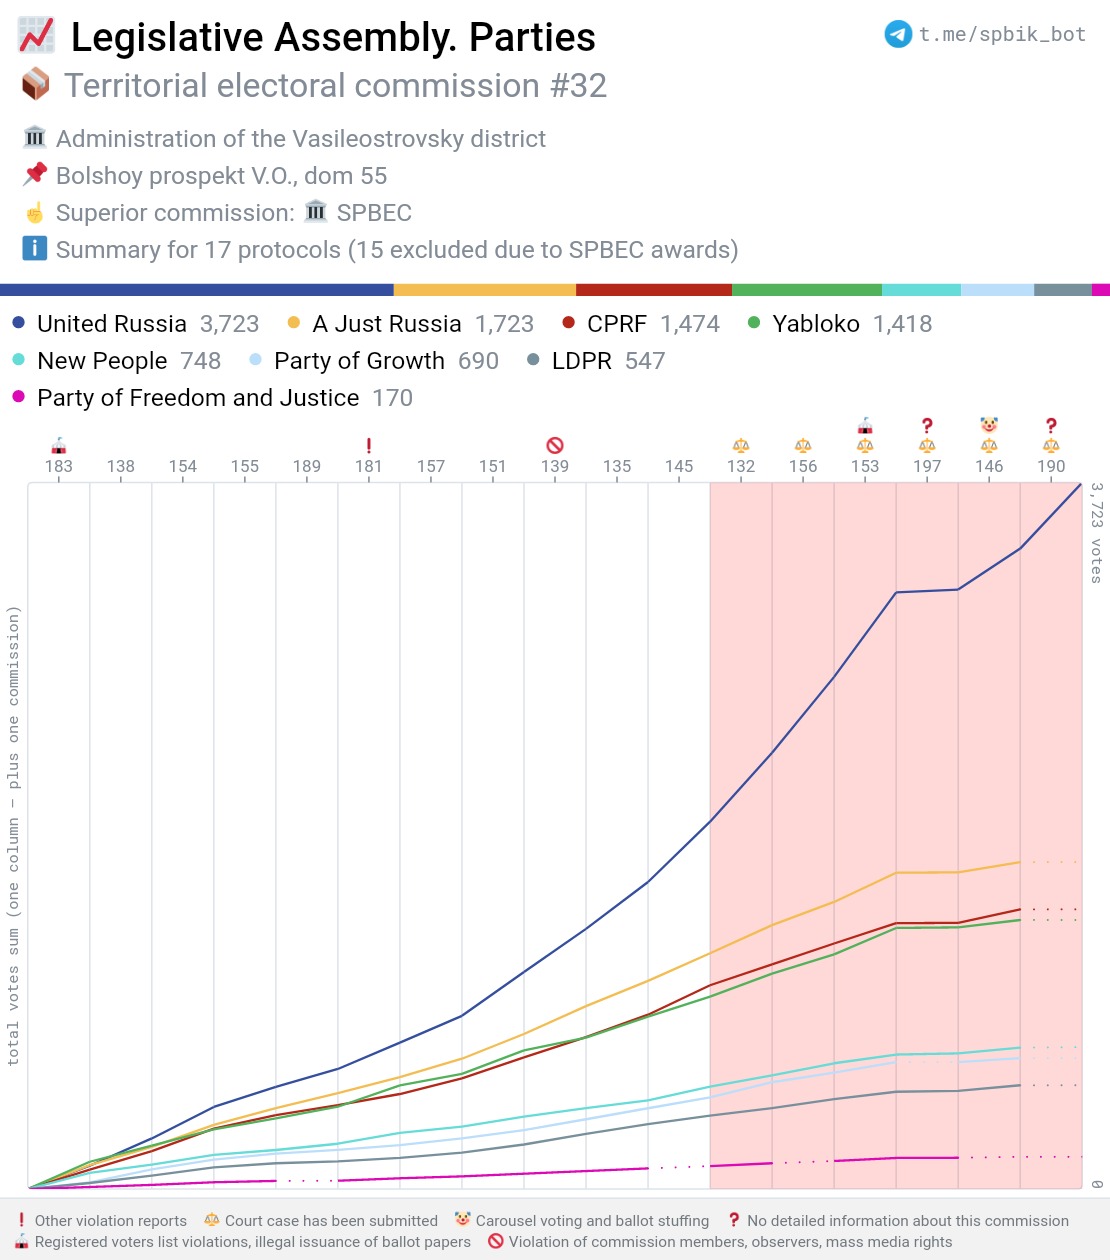 Legislative Assembly. Parties
t.me/spbik_bot
Territorial electoral commission #32
Administration of the Vasileostrovsky district
Bolshoy prospekt V.O., dom 55
Superior commission: SPBEC
Summary for 17 protocols (15 excluded due to SPBEC awards)
United Russia 3,723 A Just Russia 1,723 CPRF 1,474 Yabloko 1,418
New People 748 Party of Growth 690 LDPR 547
Party of Freedom and Justice 170
183 138 154 155 189 181 157 151 139 135 145 132 156 153 197 146 190
3,723 votes
total votes sum (one column – plus one commission)
0
Other violation reports Court case has been submitted Carousel voting and ballot stuffing No detailed information about this commission
Registered voters list violations, illegal issuance of ballot papers Violation of commission members, observers, mass media rights